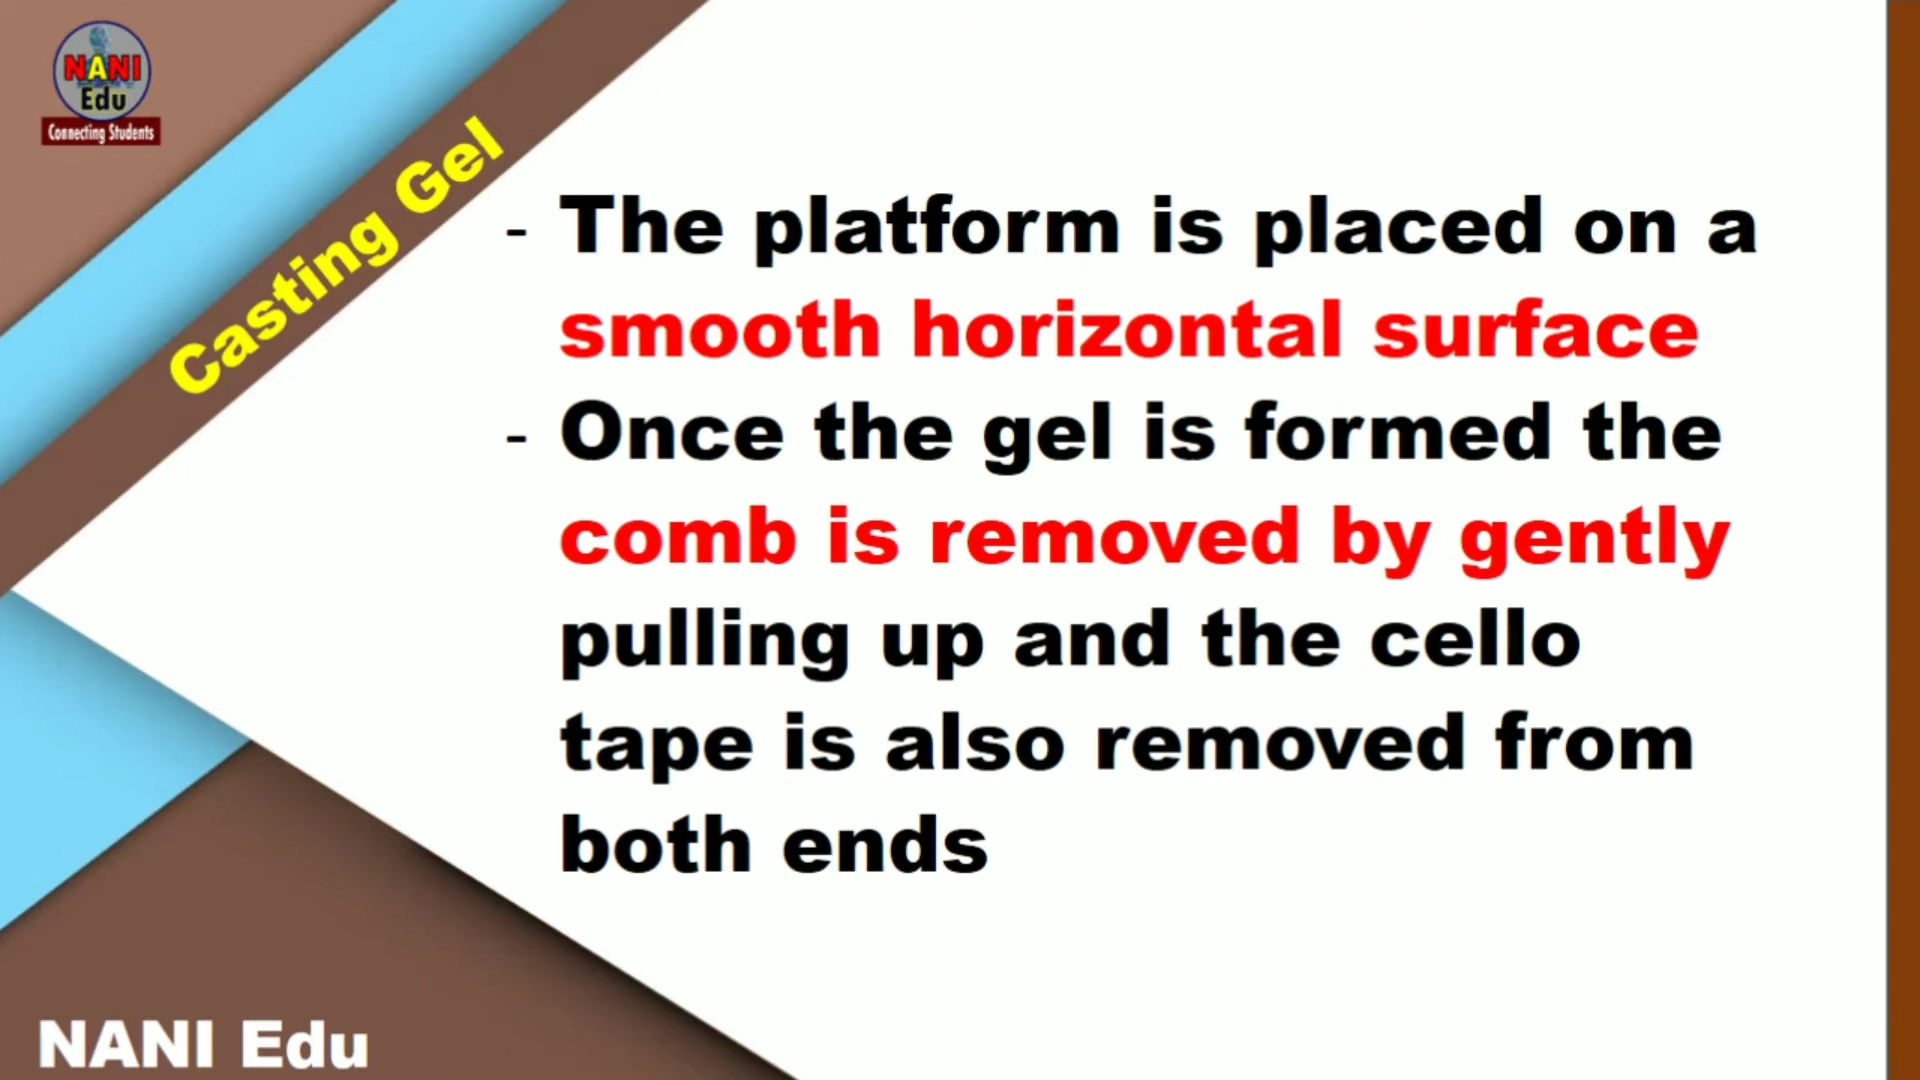 NANI
Edu
Connecting Students
Casting Gel
- The platform is placed on a
smooth horizontal surface
- Once the gel is formed the
comb is removed by gently
pulling up and the cello
tape is also removed from
both ends
NANI Edu